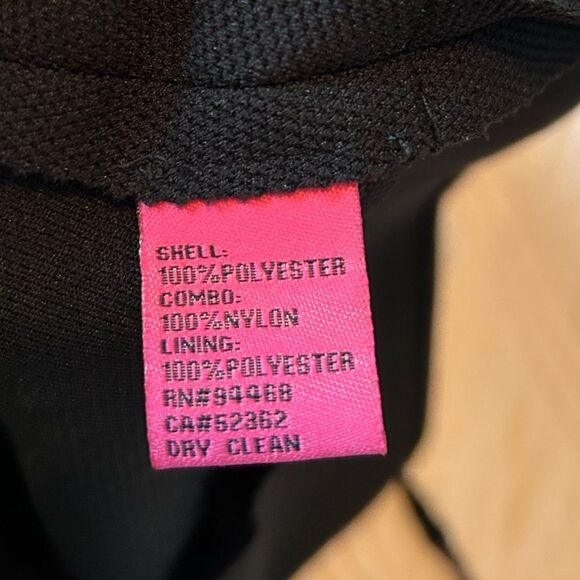 SHELL:
100%POLYESTER
COMBO:
100%NYLON
LINING:
100%POLYESTER
RN#94468
CA#52362
DRY CLEAN